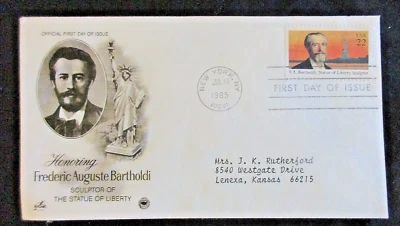 OFFICIAL FIRST DAY OF ISSUE
Honoring
Frederic Auguste Bartholdi
SCULPTOR OF
THE STATUE OF LIBERTY
NEW YORK, NY
JUL 18
1985
USA
22
F.A. Bartholdi, Statue of Liberty Sculptor
FIRST DAY OF ISSUE
Mrs. J. K. Rutherford
8540 Westgate Drive
Lenexa, Kansas 66215